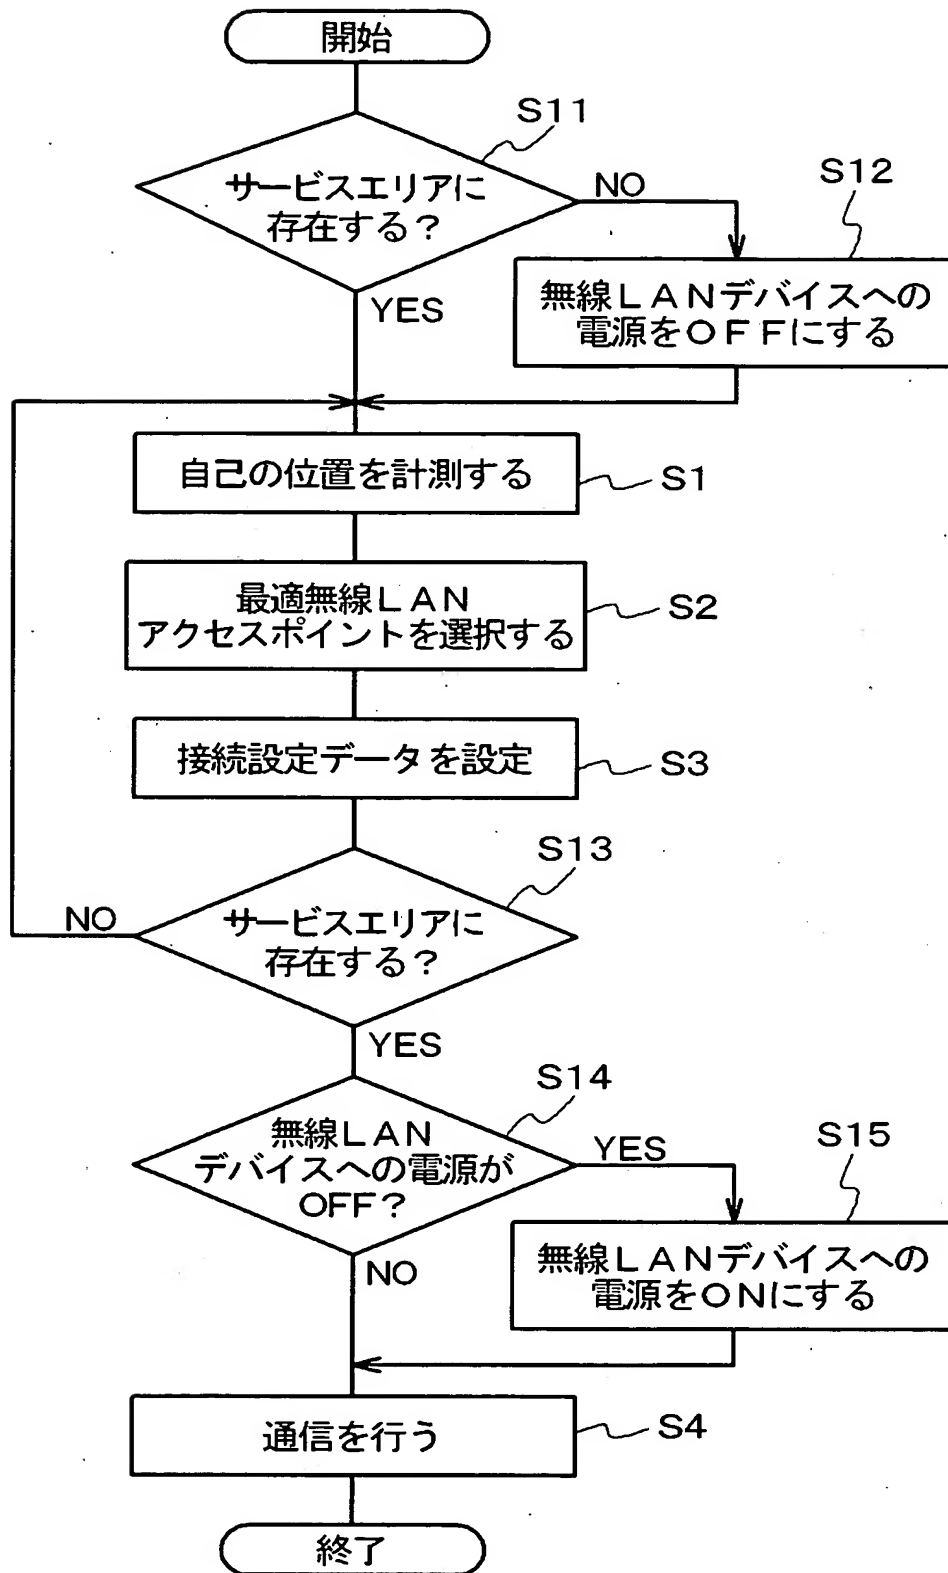 開始
S11
サービスエリアに
存在する？
NO
S12
YES
無線ＬＡＮデバイスへの
電源をＯＦＦにする
自己の位置を計測する
S1
最適無線ＬＡＮ
アクセスポイントを選択する
S2
接続設定データを設定
S3
S13
サービスエリアに
存在する？
NO
YES
S14
無線ＬＡＮ
デバイスへの電源が
OFF？
YES
S15
NO
無線ＬＡＮデバイスへの
電源をＯＮにする
通信を行う
S4
終了